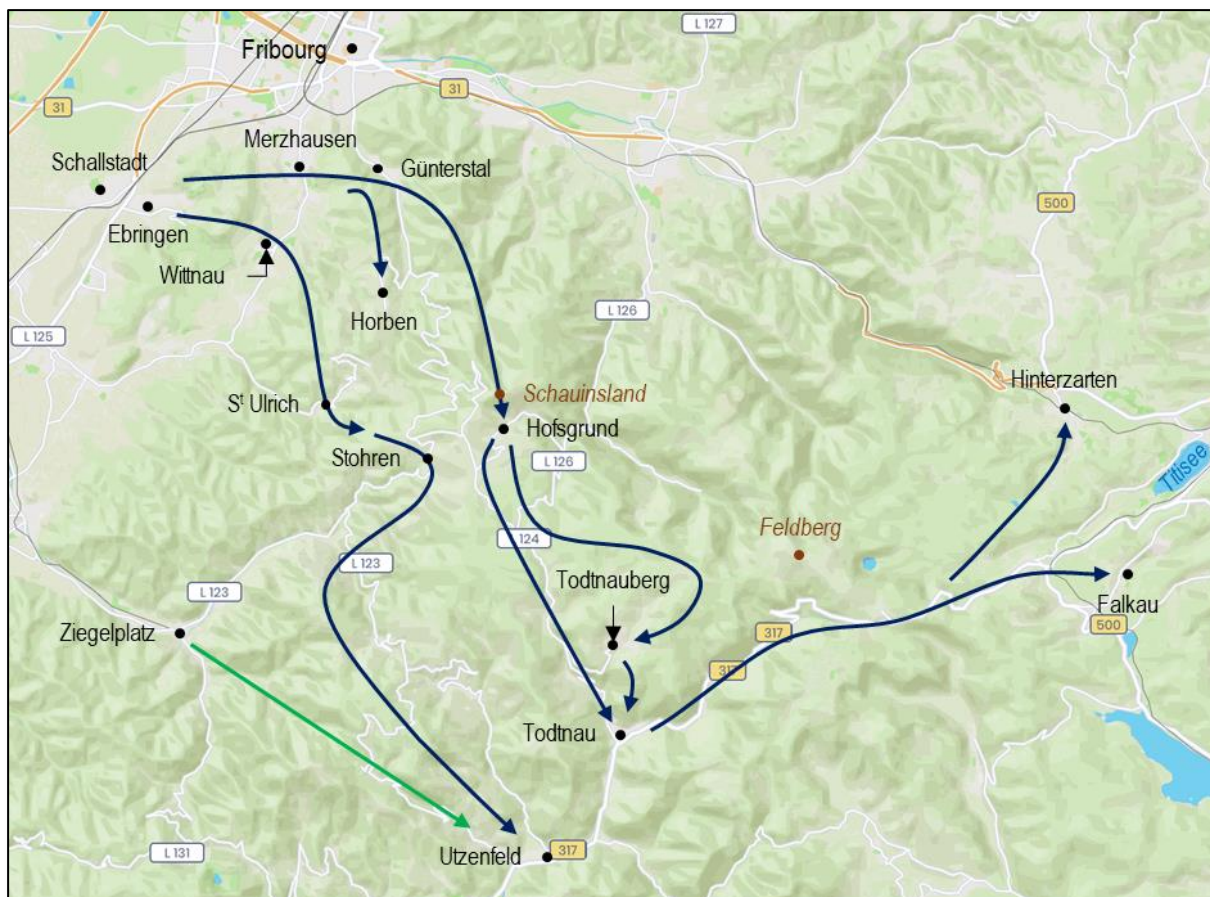 L 127
Fribourg
31
31
Merzhausen
Schallstadt
Günterstal
Ebringen
500
Wittnau
Horben
L 126
L 125
Hinterzarten
Schauinsland
St Ulrich
Hofsgrund
Stohren
L 126
Titisee
L 124
Feldberg
L 123
Todtnauberg
L 123
Falkau
500
Ziegelplatz
317
317
Todtnau
L 131
Utzenfeld
317